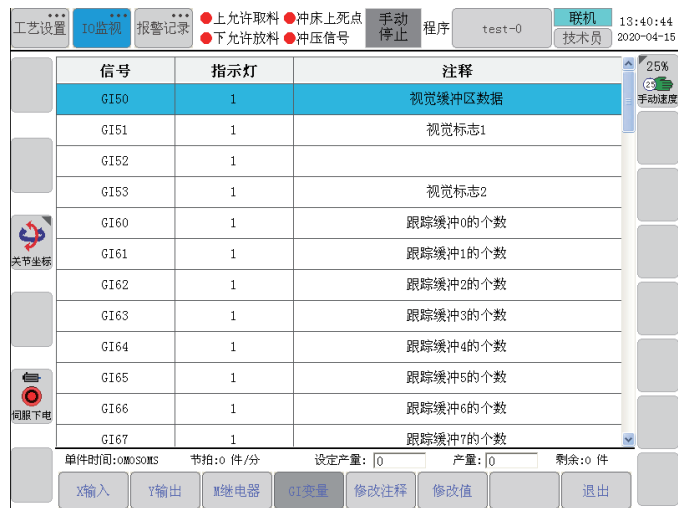 工艺设置 IO监视 报警记录 上允许取料 冲床上死点 手动 程序 test-0 联机 13:40:44
下允许放料 冲压信号 停止 技术员 2020-04-15
信号 指示灯 注释 25%
GI50 1 视觉缓冲区数据 25 手动速度
GI51 1 视觉标志1
GI52 1
GI53 1 视觉标志2
GI60 1 跟踪缓冲0的个数
关节坐标 GI61 1 跟踪缓冲1的个数
GI62 1 跟踪缓冲2的个数
GI63 1 跟踪缓冲3的个数
GI64 1 跟踪缓冲4的个数
GI65 1 跟踪缓冲5的个数
伺服下电 GI66 1 跟踪缓冲6的个数
GI67 1 跟踪缓冲7的个数
单件时间:0M0S0MS 节拍:0 件/分 设定产量: 0 产量: 0 剩余:0 件
X输入 Y输出 M继电器 GI变量 修改注释 修改值 退出